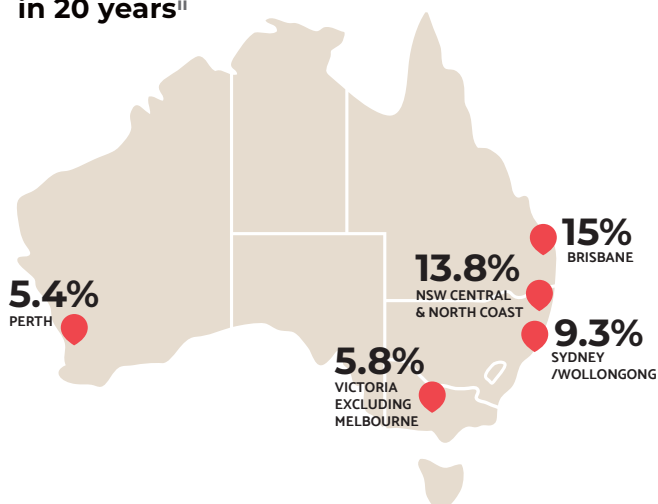 in 20 years||
15%
BRISBANE
13.8%
NSW CENTRAL
& NORTH COAST
5.4%
PERTH
9.3%
SYDNEY
/WOLLONGONG
5.8%
VICTORIA
EXCLUDING
MELBOURNE